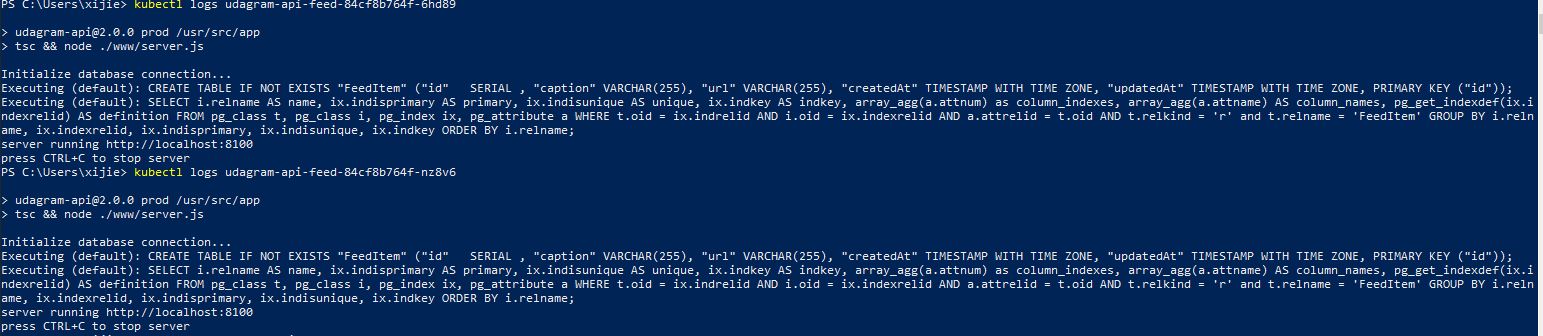 PS C:\Users\xijie> kubectl logs udagram-api-feed-84cf8b764f-6hd89
> udagram-api@2.0.0 prod /usr/src/app
> tsc && node ./www/server.js
Initialize database connection...
Executing (default): CREATE TABLE IF NOT EXISTS "FeedItem" ("id"   SERIAL , "caption" VARCHAR(255), "url" VARCHAR(255), "createdAt" TIMESTAMP WITH TIME ZONE, "updatedAt" TIMESTAMP WITH TIME ZONE, PRIMARY KEY ("id"));
Executing (default): SELECT i.relname AS name, ix.indisprimary AS primary, ix.indisunique AS unique, ix.indkey AS indkey, array_agg(a.attnum) as column_indexes, array_agg(a.attname) AS column_names, pg_get_indexdef(ix.i
ndexrelid) AS definition FROM pg_class t, pg_class i, pg_index ix, pg_attribute a WHERE t.oid = ix.indrelid AND i.oid = ix.indexrelid AND a.attrelid = t.oid AND t.relkind = 'r' and t.relname = 'FeedItem' GROUP BY i.reln
ame, ix.indexrelid, ix.indisprimary, ix.indisunique, ix.indkey ORDER BY i.relname;
server running http://localhost:8100
press CTRL+C to stop server
PS C:\Users\xijie> kubectl logs udagram-api-feed-84cf8b764f-nz8v6
> udagram-api@2.0.0 prod /usr/src/app
> tsc && node ./www/server.js
Initialize database connection...
Executing (default): CREATE TABLE IF NOT EXISTS "FeedItem" ("id"   SERIAL , "caption" VARCHAR(255), "url" VARCHAR(255), "createdAt" TIMESTAMP WITH TIME ZONE, "updatedAt" TIMESTAMP WITH TIME ZONE, PRIMARY KEY ("id"));
Executing (default): SELECT i.relname AS name, ix.indisprimary AS primary, ix.indisunique AS unique, ix.indkey AS indkey, array_agg(a.attnum) as column_indexes, array_agg(a.attname) AS column_names, pg_get_indexdef(ix.i
ndexrelid) AS definition FROM pg_class t, pg_class i, pg_index ix, pg_attribute a WHERE t.oid = ix.indrelid AND i.oid = ix.indexrelid AND a.attrelid = t.oid AND t.relkind = 'r' and t.relname = 'FeedItem' GROUP BY i.reln
ame, ix.indexrelid, ix.indisprimary, ix.indisunique, ix.indkey ORDER BY i.relname;
server running http://localhost:8100
press CTRL+C to stop server